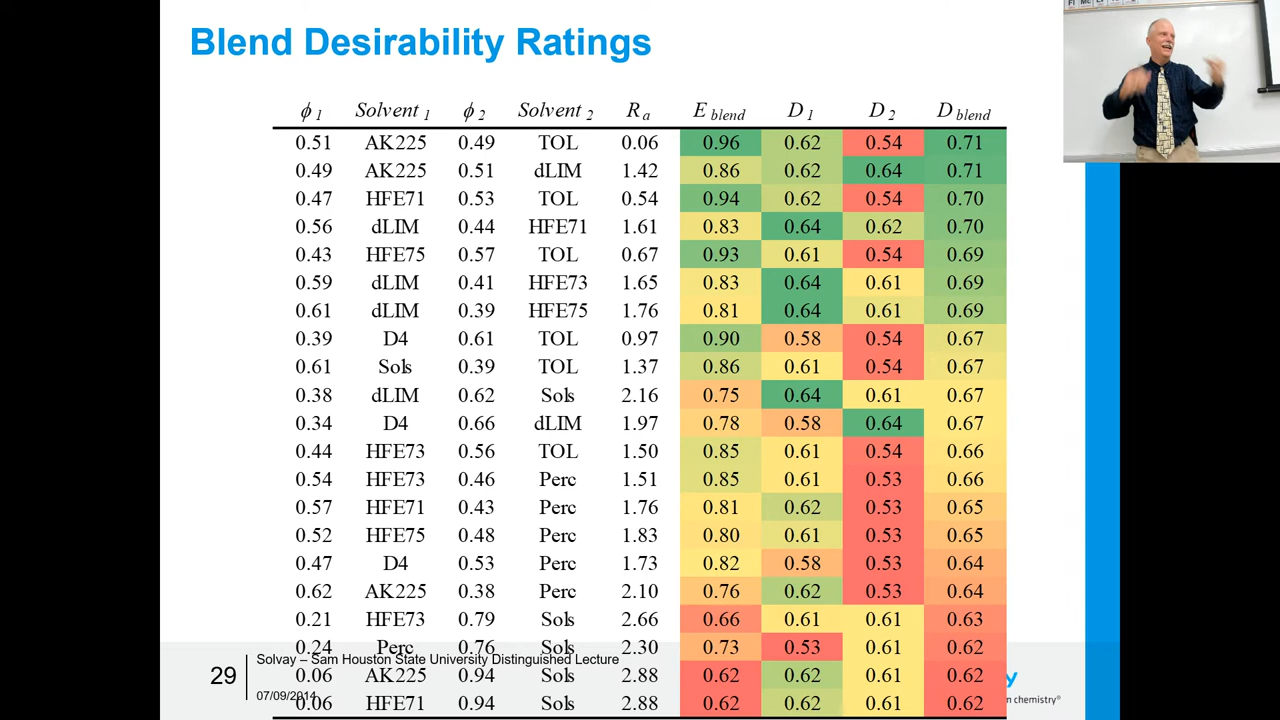 Blend Desirability Ratings
ϕ 1 Solvent 1 ϕ 2 Solvent 2 R a E blend D 1 D 2 D blend
0.51 AK225 0.49 TOL 0.06 0.96 0.62 0.54 0.71
0.49 AK225 0.51 dLIM 1.42 0.86 0.62 0.64 0.71
0.47 HFE71 0.53 TOL 0.54 0.94 0.62 0.54 0.70
0.56 dLIM 0.44 HFE71 1.61 0.83 0.64 0.62 0.70
0.43 HFE75 0.57 TOL 0.67 0.93 0.61 0.54 0.69
0.59 dLIM 0.41 HFE73 1.65 0.83 0.64 0.61 0.69
0.61 dLIM 0.39 HFE75 1.76 0.81 0.64 0.61 0.69
0.39 D4 0.61 TOL 0.97 0.90 0.58 0.54 0.67
0.61 Sols 0.39 TOL 1.37 0.86 0.61 0.54 0.67
0.38 dLIM 0.62 Sols 2.16 0.75 0.64 0.61 0.67
0.34 D4 0.66 dLIM 1.97 0.78 0.58 0.64 0.67
0.44 HFE73 0.56 TOL 1.50 0.85 0.61 0.54 0.66
0.54 HFE73 0.46 Perc 1.51 0.85 0.61 0.53 0.66
0.57 HFE71 0.43 Perc 1.76 0.81 0.62 0.53 0.65
0.52 HFE75 0.48 Perc 1.83 0.80 0.61 0.53 0.65
0.47 D4 0.53 Perc 1.73 0.82 0.58 0.53 0.64
0.62 AK225 0.38 Perc 2.10 0.76 0.62 0.53 0.64
0.21 HFE73 0.79 Sols 2.66 0.66 0.61 0.61 0.63
0.24 Perc 0.76 Sols 2.30 0.73 0.53 0.61 0.62
0.06 AK225 0.94 Sols 2.88 0.62 0.62 0.61 0.62
0.06 HFE71 0.94 Sols 2.88 0.62 0.62 0.61 0.62
29
Solvay – Sam Houston State University Distinguished Lecture
07/09/2014
chemistry®